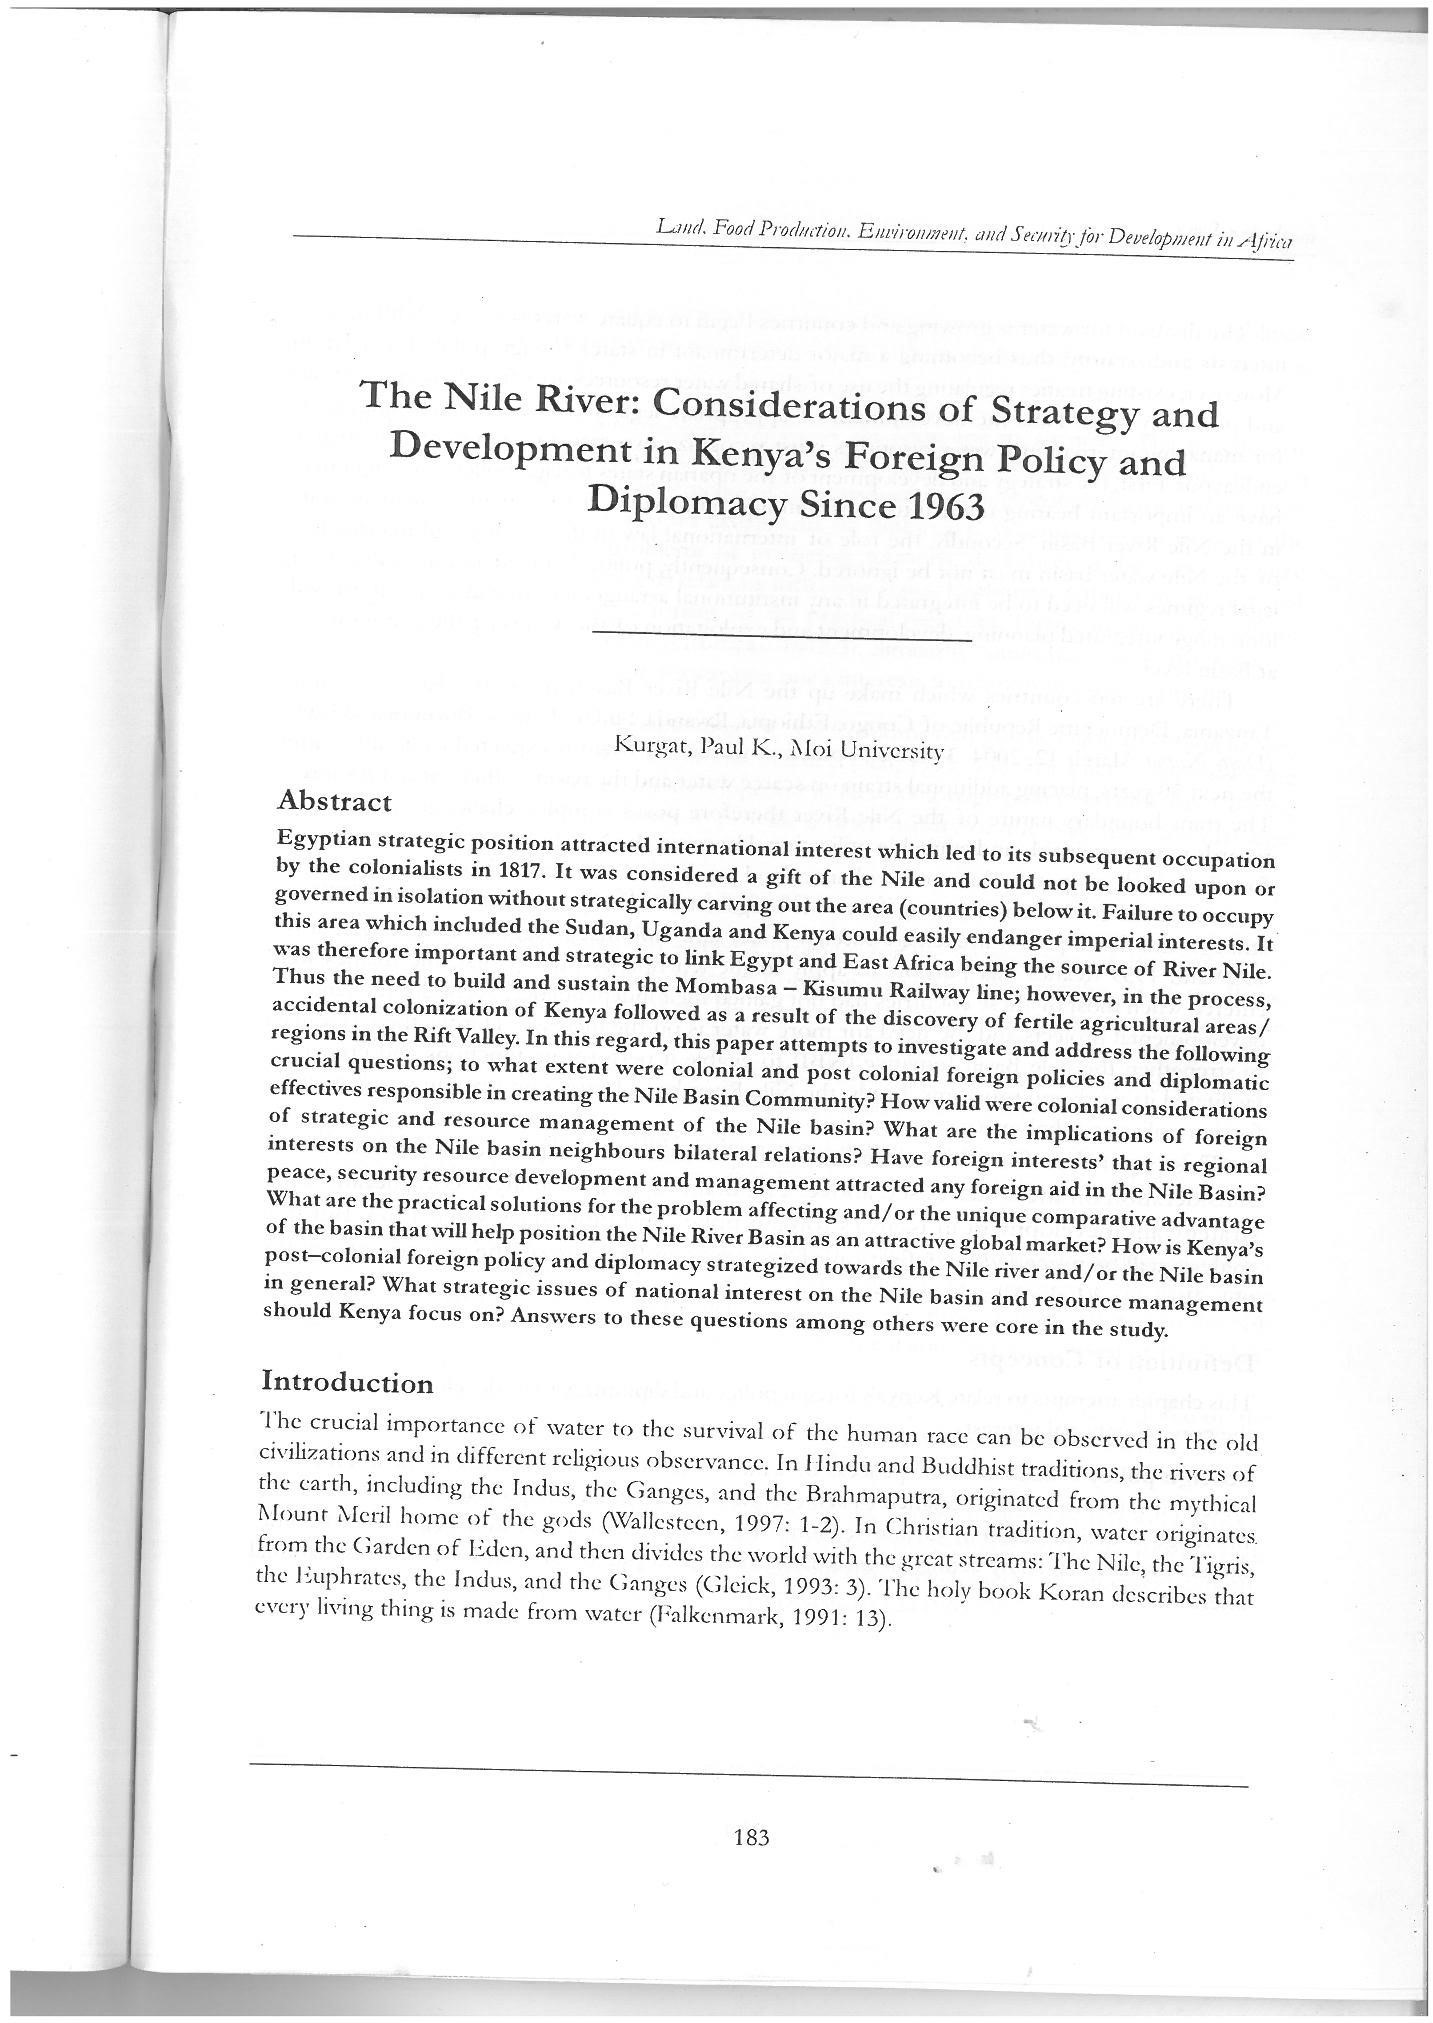 Land, Food Production, Environment, and Security for Development in Africa
The Nile River: Considerations of Strategy and
Development in Kenya's Foreign Policy and
Diplomacy Since 1963
Kurgat, Paul K., Moi University
Abstract
Egyptian strategic position attracted international interest which led to its subsequent occupation
by the colonialists in 1817. It was considered a gift of the Nile and could not be looked upon or
governed in isolation without strategically carving out the area (countries) below it. Failure to occupy
this area which included the Sudan, Uganda and Kenya could easily endanger imperial interests. It
was therefore important and strategic to link Egypt and East Africa being the source of River Nile.
Thus the need to build and sustain the Mombasa – Kisumu Railway line; however, in the process,
accidental colonization of Kenya followed as a result of the discovery of fertile agricultural areas/
regions in the Rift Valley. In this regard, this paper attempts to investigate and address the following
crucial questions; to what extent were colonial and post colonial foreign policies and diplomatic
effectives responsible in creating the Nile Basin Community? How valid were colonial considerations
of strategic and resource management of the Nile basin? What are the implications of foreign
interests on the Nile basin neighbours bilateral relations? Have foreign interests' that is regional
peace, security resource development and management attracted any foreign aid in the Nile Basin?
What are the practical solutions for the problem affecting and/or the unique comparative advantage
of the basin that will help position the Nile River Basin as an attractive global market? How is Kenya's
post–colonial foreign policy and diplomacy strategized towards the Nile river and/or the Nile basin
in general? What strategic issues of national interest on the Nile basin and resource management
should Kenya focus on? Answers to these questions among others were core in the study.
Introduction
The crucial importance of water to the survival of the human race can be observed in the old
civilizations and in different religious observance. In Hindu and Buddhist traditions, the rivers of
the earth, including the Indus, the Ganges, and the Brahmaputra, originated from the mythical
Mount Meril home of the gods (Wallesteen, 1997: 1-2). In Christian tradition, water originates
from the Garden of Eden, and then divides the world with the great streams: The Nile, the Tigris,
the Euphrates, the Indus, and the Ganges (Gleick, 1993: 3). The holy book Koran describes that
every living thing is made from water (Falkenmark, 1991: 13).
183